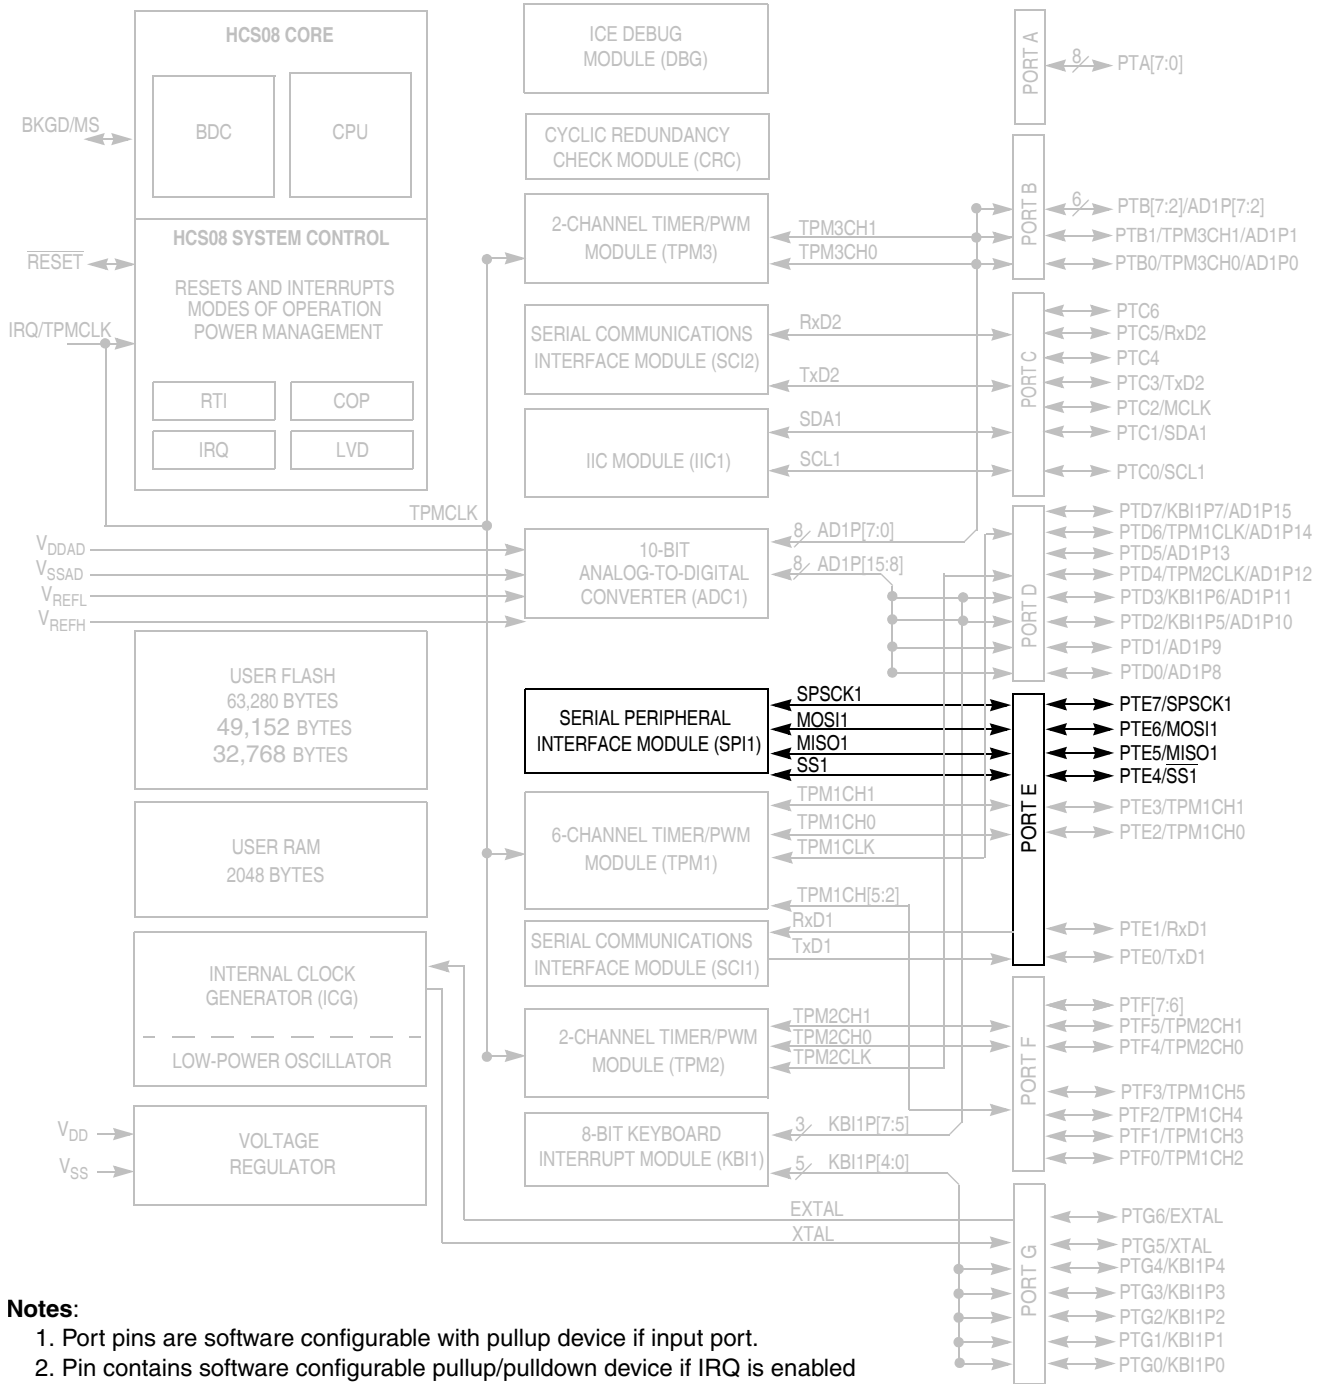 HCS08 CORE
BDC
CPU
BKGD/MS
HCS08 SYSTEM CONTROL
RESET
RESETS AND INTERRUPTS
MODES OF OPERATION
POWER MANAGEMENT
IRQ/TPMCLK
RTI
COP
IRQ
LVD
TPMCLK
VDDAD
VSSAD
VREFL
VREFH
USER FLASH
63,280 BYTES
49,152 BYTES
32,768 BYTES
USER RAM
2048 BYTES
INTERNAL CLOCK
GENERATOR (ICG)
LOW-POWER OSCILLATOR
VDD
VSS
VOLTAGE
REGULATOR
ICE DEBUG
MODULE (DBG)
CYCLIC REDUNDANCY
CHECK MODULE (CRC)
2-CHANNEL TIMER/PWM
MODULE (TPM3)
TPM3CH1
TPM3CH0
SERIAL COMMUNICATIONS
INTERFACE MODULE (SCI2)
RxD2
TxD2
IIC MODULE (IIC1)
SDA1
SCL1
10-BIT
ANALOG-TO-DIGITAL
CONVERTER (ADC1)
8 AD1P[7:0]
8 AD1P[15:8]
SERIAL PERIPHERAL
INTERFACE MODULE (SPI1)
SPSCK1
MOSI1
MISO1
SS1
6-CHANNEL TIMER/PWM
MODULE (TPM1)
TPM1CH1
TPM1CH0
TPM1CLK
TPM1CH[5:2]
SERIAL COMMUNICATIONS
INTERFACE MODULE (SCI1)
RxD1
TxD1
2-CHANNEL TIMER/PWM
MODULE (TPM2)
TPM2CH1
TPM2CH0
TPM2CLK
8-BIT KEYBOARD
INTERRUPT MODULE (KBI1)
3 KBI1P[7:5]
5 KBI1P[4:0]
EXTAL
XTAL
PORT A
8 PTA[7:0]
PORT B
6 PTB[7:2]/AD1P[7:2]
PTB1/TPM3CH1/AD1P1
PTB0/TPM3CH0/AD1P0
PORT C
PTC6
PTC5/RxD2
PTC4
PTC3/TxD2
PTC2/MCLK
PTC1/SDA1
PTC0/SCL1
PORT D
PTD7/KBI1P7/AD1P15
PTD6/TPM1CLK/AD1P14
PTD5/AD1P13
PTD4/TPM2CLK/AD1P12
PTD3/KBI1P6/AD1P11
PTD2/KBI1P5/AD1P10
PTD1/AD1P9
PTD0/AD1P8
PORT E
PTE7/SPSCK1
PTE6/MOSI1
PTE5/MISO1
PTE4/SS1
PTE3/TPM1CH1
PTE2/TPM1CH0
PTE1/RxD1
PTE0/TxD1
PORT F
PTF[7:6]
PTF5/TPM2CH1
PTF4/TPM2CH0
PTF3/TPM1CH5
PTF2/TPM1CH4
PTF1/TPM1CH3
PTF0/TPM1CH2
PORT G
PTG6/EXTAL
PTG5/XTAL
PTG4/KBI1P4
PTG3/KBI1P3
PTG2/KBI1P2
PTG1/KBI1P1
PTG0/KBI1P0
Notes:
1. Port pins are software configurable with pullup device if input port.
2. Pin contains software configurable pullup/pulldown device if IRQ is enabled